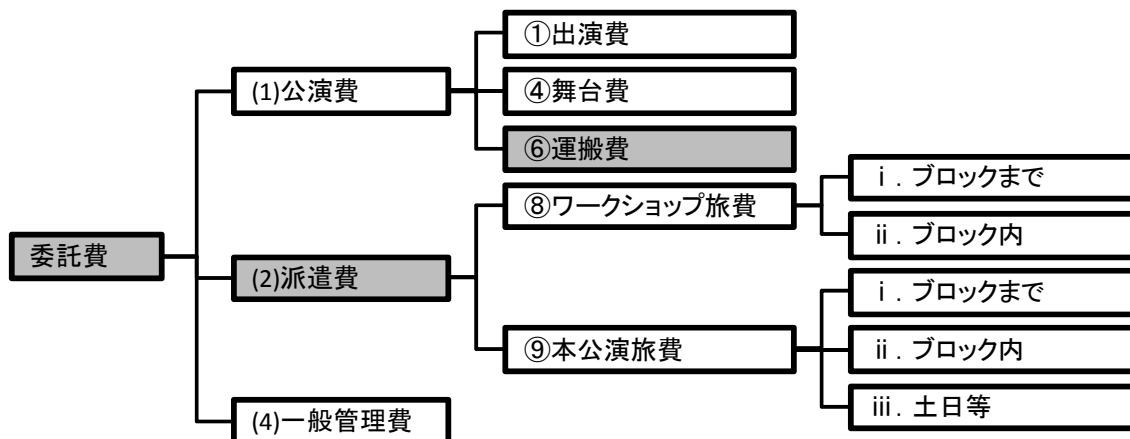 ①出演費
(1)公演費
④舞台費
⑥運搬費
ⅰ. ブロックまで
⑧ワークショップ旅費
ⅱ. ブロック内
委託費
(2)派遣費
ⅰ. ブロックまで
⑨本公演旅費
ⅱ. ブロック内
ⅲ. 土日等
(4)一般管理費